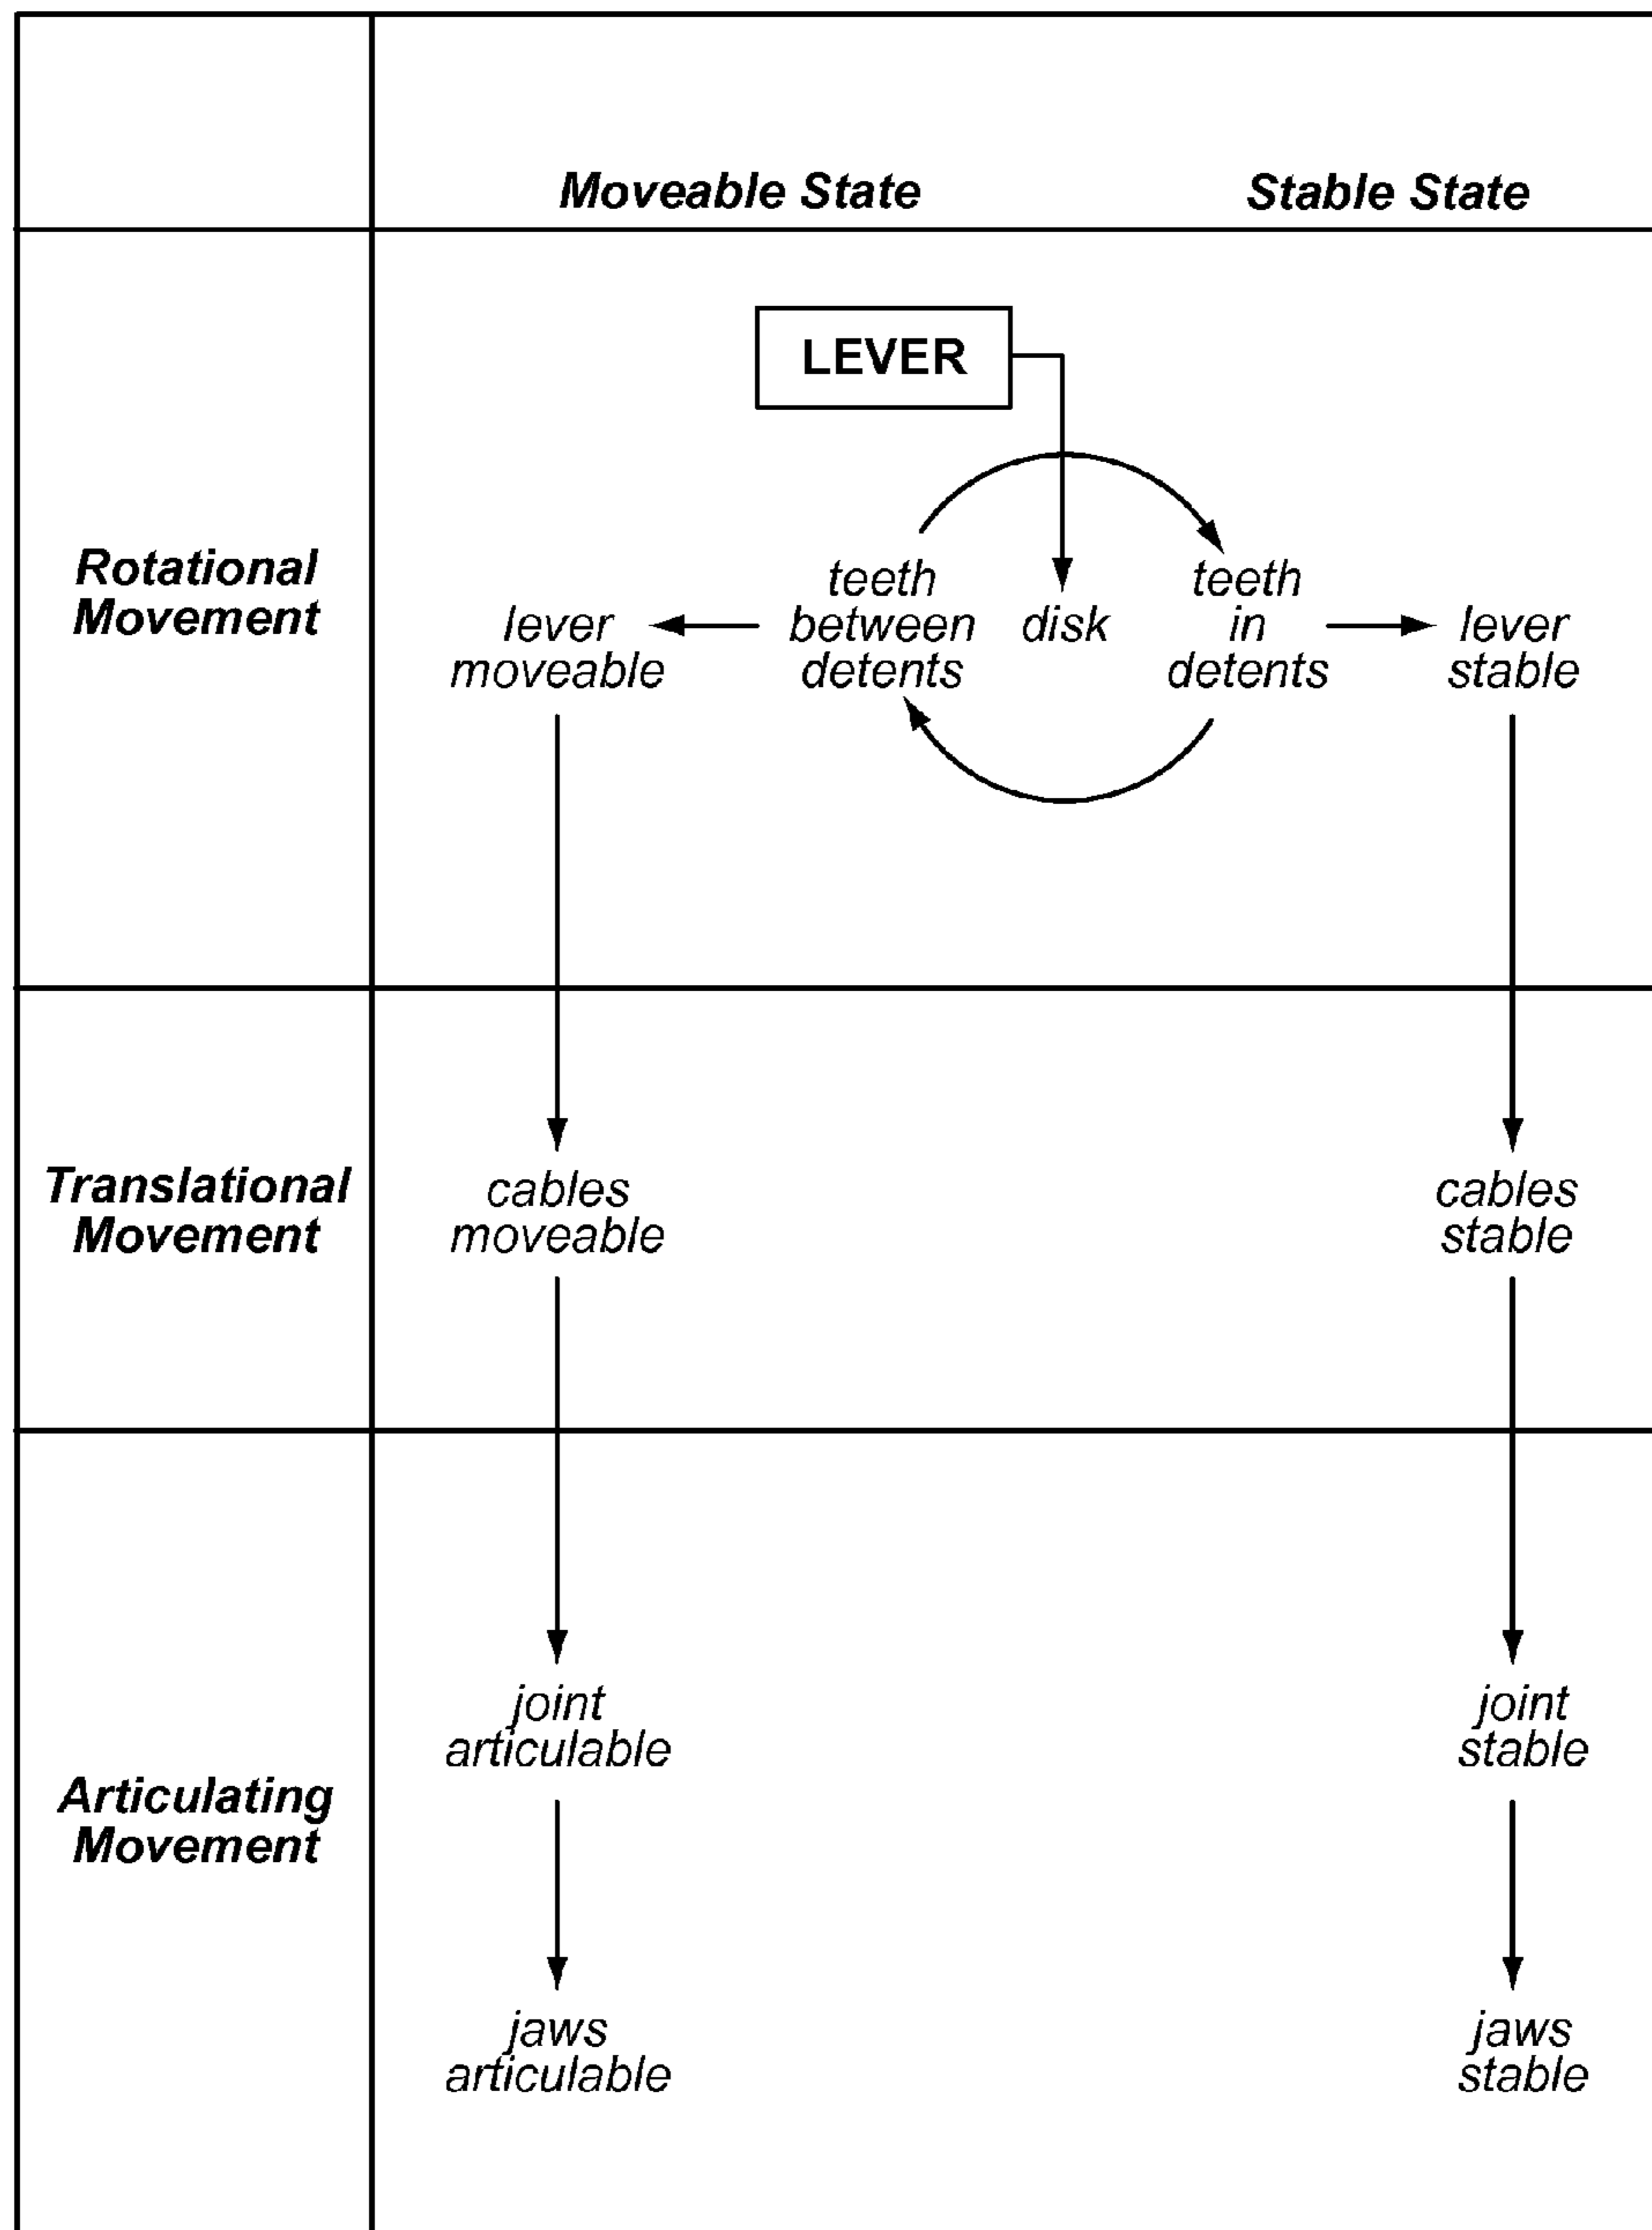 Moveable State
Stable State
LEVER
Rotational
Movement
lever
moveable
teeth
between
detents
disk
teeth
in
detents
lever
stable
Translational
Movement
cables
moveable
cables
stable
Articulating
Movement
joint
articulable
joint
stable
jaws
articulable
jaws
stable